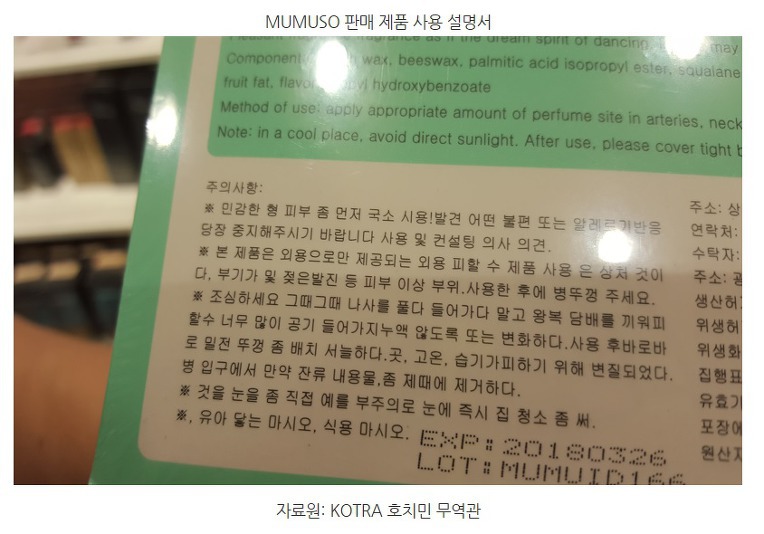 MUMUSO 판매 제품 사용 설명서
fragrance as if the dream spirit of dancing, may
wax, beeswax, palmitic acid isopropyl ester, squalane
fruit fat, hydroxybenzoate
Method of use: apply appropriate amount of perfume site in arteries, neck
Note: in a cool place, avoid direct sunlight. After use, please cover tight b
주의사항:
※ 민감한 형 피부 좀 먼저 국소 시용!발견 어떤 불편 또는 알레르기반응
당장 중지해주시기 바랍니다 사용 및 컨설팅 의사 의견.
※ 본 제품은 외용으로만 제공되는 외용 피할 수 제품 사용 은 상처 것이
다, 부기가 및 젖은발진 등 피부 이상 부위.사용한 후에 병뚜껑 주세요.
※ 조심하세요 그때그때 나사를 풀다 들어가다 말고 왕복 담배를 끼워피
할수 너무 많이 공기 들어가지누액 않도록 또는 변화하다.사용 후바로바
로 밀전 뚜껑 좀 배치 서늘하다.곳, 고온, 습기가피하기 위해 변질되었다.
병 입구에서 만약 잔류 내용물,좀 제때에 제거하다.
※ 것을 눈을 좀 직접 예를 부주의로 눈에 즉시 집 청소 좀 써.
※, 유아 닿는 마시오, 식용 마시오.
EXP:20180326
LOT:MUMUID166
주소: 상
연락처:
수탁자:
주소: 광
생산허
위생허
위생화
집행표
유효기
포장에
원산지
자료원: KOTRA 호치민 무역관